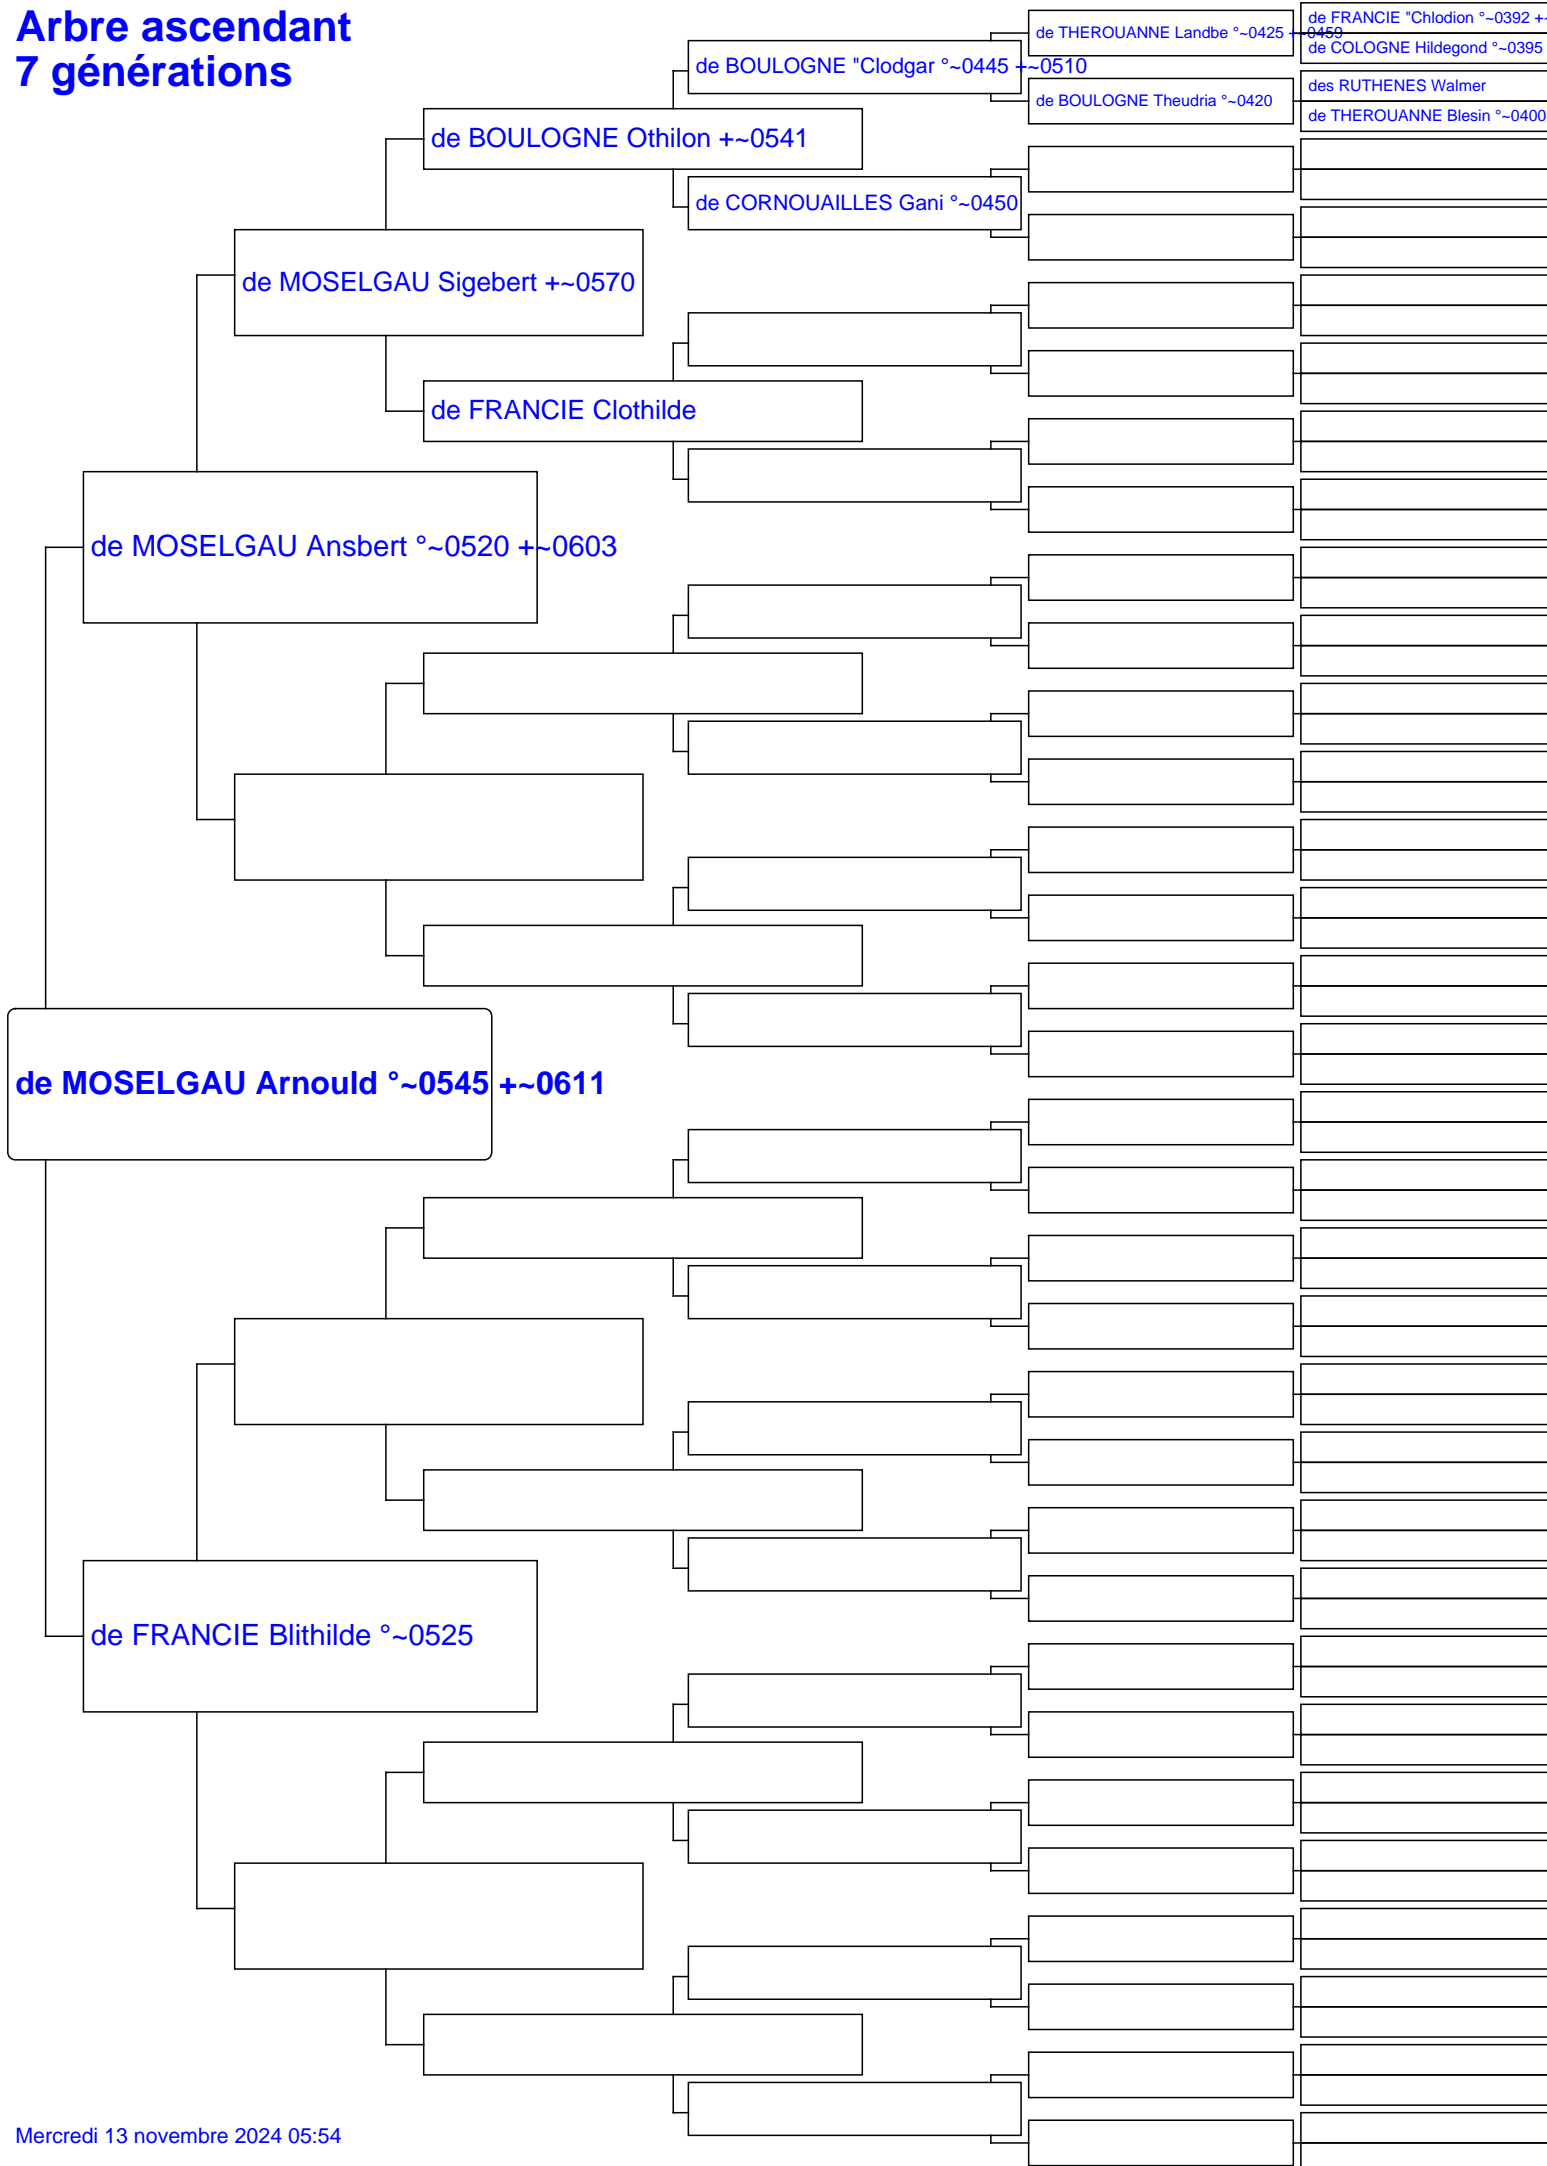 Arbre ascendant
7 générations
de FRANCIE "Chlodion °~0392 +~
de THEROUANNE Landbe °~0425 +~0459
de COLOGNE Hildegond °~0395
de BOULOGNE "Clodgar °~0445 +~0510
des RUTHENES Walmer
de BOULOGNE Theudria °~0420
de THEROUANNE Blesin °~0400
de BOULOGNE Othilon +~0541
de CORNOUAILLES Gani °~0450
de MOSELGAU Sigebert +~0570
de FRANCIE Clothilde
de MOSELGAU Ansbert °~0520 +~0603
de MOSELGAU Arnould °~0545 +~0611
de FRANCIE Blithilde °~0525
Mercredi 13 novembre 2024 05:54